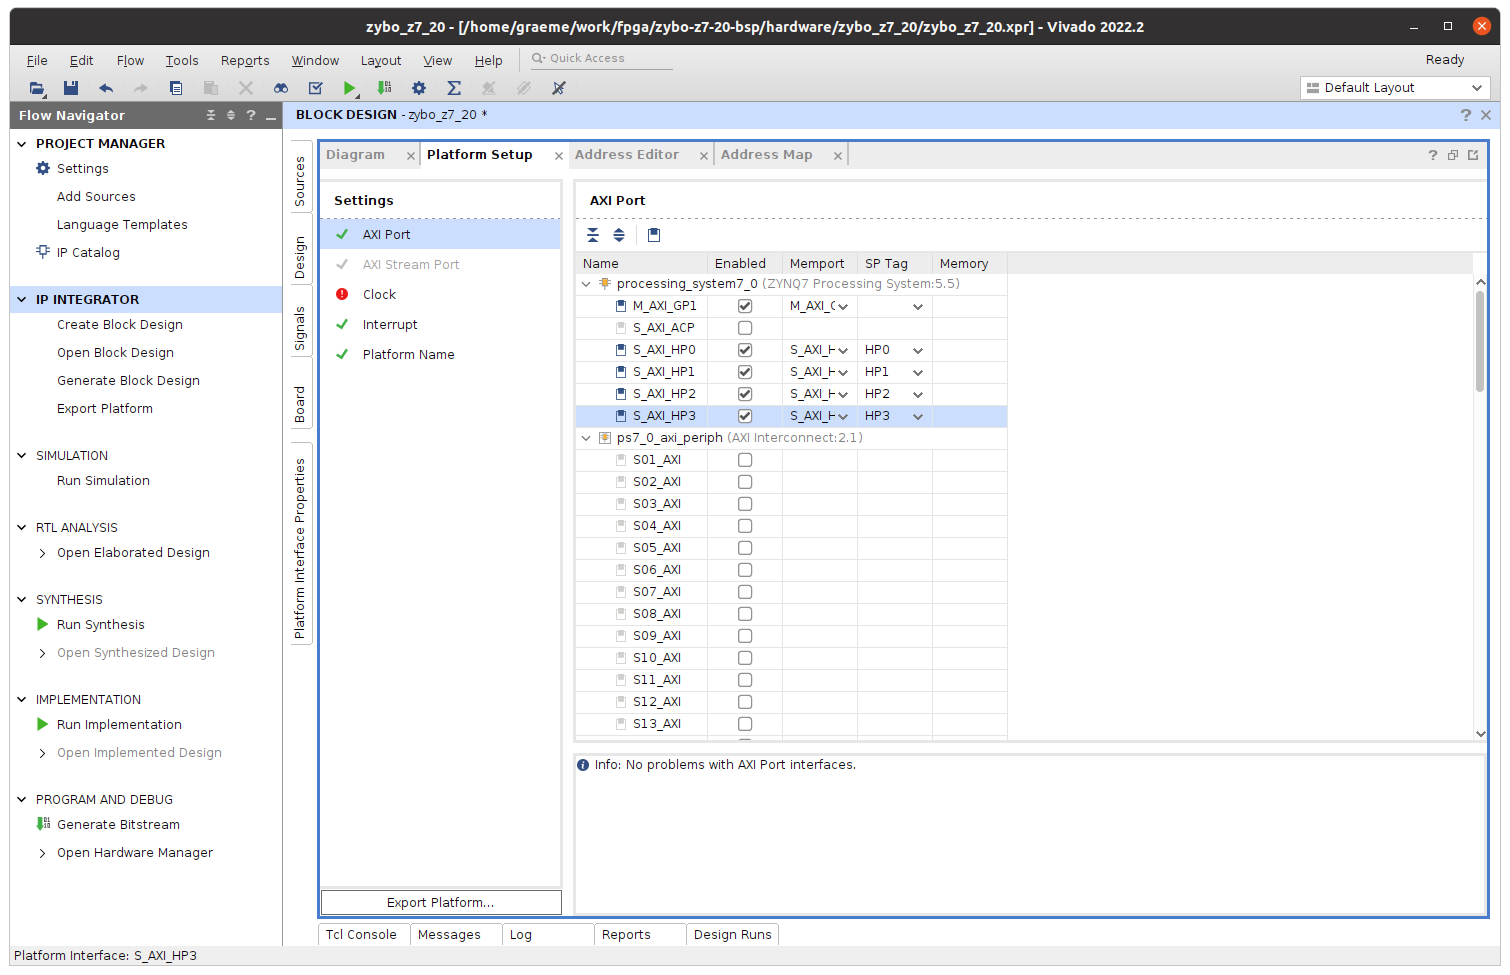 zybo_z7_20 - [/home/graeme/work/fpga/zybo-z7-20-bsp/hardware/zybo_z7_20/zybo_z7_20.xpr] - Vivado 2022.2
File Edit Flow Tools Reports Window Layout View Help Quick Access Ready
Default Layout
Flow Navigator ? _
PROJECT MANAGER
Settings
Add Sources
Language Templates
IP Catalog
IP INTEGRATOR
Create Block Design
Open Block Design
Generate Block Design
Export Platform
SIMULATION
Run Simulation
RTL ANALYSIS
Open Elaborated Design
SYNTHESIS
Run Synthesis
Open Synthesized Design
IMPLEMENTATION
Run Implementation
Open Implemented Design
PROGRAM AND DEBUG
Generate Bitstream
Open Hardware Manager
BLOCK DESIGN - zybo_z7_20 * ?
Sources
Design
Signals
Board
Platform Interface Properties
Diagram Platform Setup Address Editor Address Map ?
Settings
AXI Port
AXI Stream Port
Clock
Interrupt
Platform Name
Export Platform...
AXI Port
Name Enabled Memport SP Tag Memory
processing_system7_0 (ZYNQ7 Processing System:5.5)
M_AXI_GP1 M_AXI_G
S_AXI_ACP
S_AXI_HP0 S_AXI_H HP0
S_AXI_HP1 S_AXI_H HP1
S_AXI_HP2 S_AXI_H HP2
S_AXI_HP3 S_AXI_H HP3
ps7_0_axi_periph (AXI Interconnect:2.1)
S01_AXI
S02_AXI
S03_AXI
S04_AXI
S05_AXI
S06_AXI
S07_AXI
S08_AXI
S09_AXI
S10_AXI
S11_AXI
S12_AXI
S13_AXI
Info: No problems with AXI Port interfaces.
Tcl Console Messages Log Reports Design Runs
Platform Interface: S_AXI_HP3